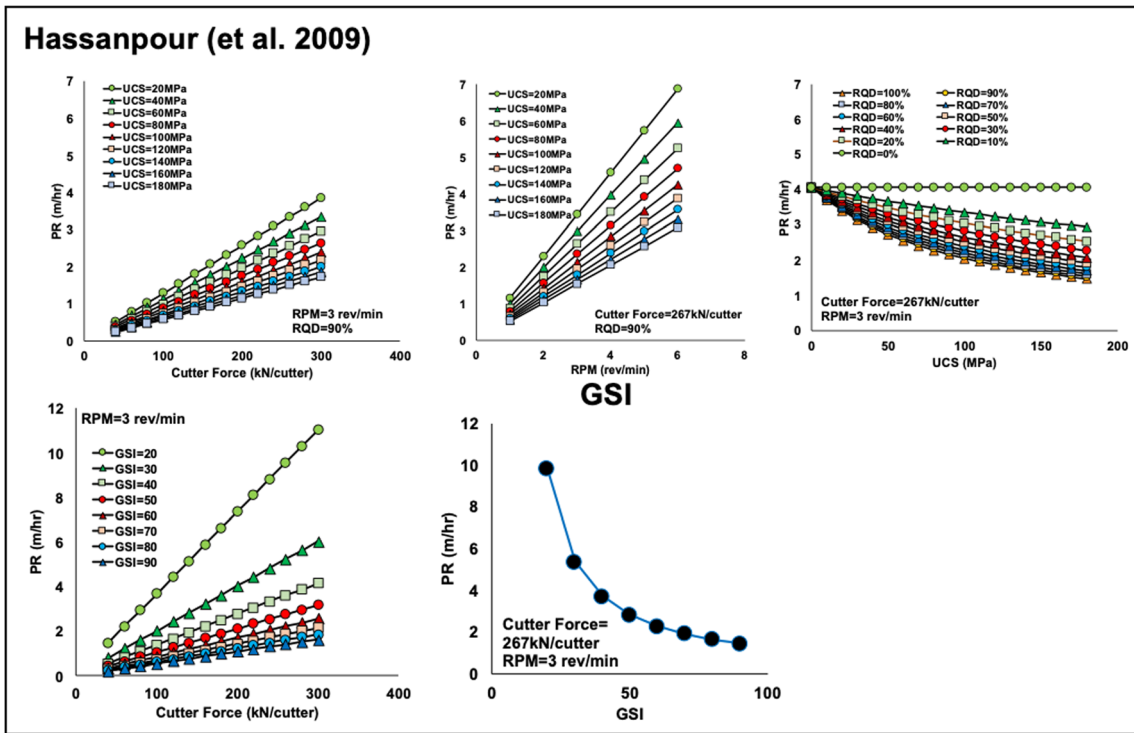 Hassanpour (et al. 2009)
7
6
5
4
3
2
1
0
PR (m/hr)
UCS=20MPa
UCS=40MPa
UCS=60MPa
UCS=80MPa
UCS=100MPa
UCS=120MPa
UCS=140MPa
UCS=160MPa
UCS=180MPa
RPM=3 rev/min
RQD=90%
0 100 200 300 400
Cutter Force (kN/cutter)
7
6
5
4
3
2
1
0
PR (m/hr)
UCS=20MPa
UCS=40MPa
UCS=60MPa
UCS=80MPa
UCS=100MPa
UCS=120MPa
UCS=140MPa
UCS=160MPa
UCS=180MPa
Cutter Force=267kN/cutter
RQD=90%
0 2 4 6 8
RPM (rev/min)
7
6
5
4
3
2
1
0
PR (m/hr)
RQD=100% RQD=90%
RQD=80% RQD=70%
RQD=60% RQD=50%
RQD=40% RQD=30%
RQD=20% RQD=10%
RQD=0%
Cutter Force=267kN/cutter
RPM=3 rev/min
0 50 100 150 200
UCS (MPa)
GSI
12
10
8
6
4
2
0
PR (m/hr)
RPM=3 rev/min
GSI=20
GSI=30
GSI=40
GSI=50
GSI=60
GSI=70
GSI=80
GSI=90
0 100 200 300 400
Cutter Force (kN/cutter)
12
10
8
6
4
2
0
PR (m/hr)
Cutter Force=
267kN/cutter
RPM=3 rev/min
0 50 100
GSI